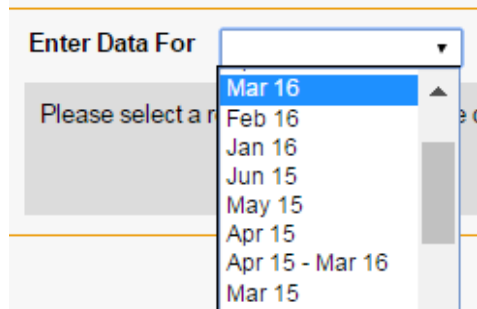 Enter Data For
Mar 16
Please select a
Feb 16
Jan 16
Jun 15
May 15
Apr 15
Apr 15 - Mar 16
Mar 15